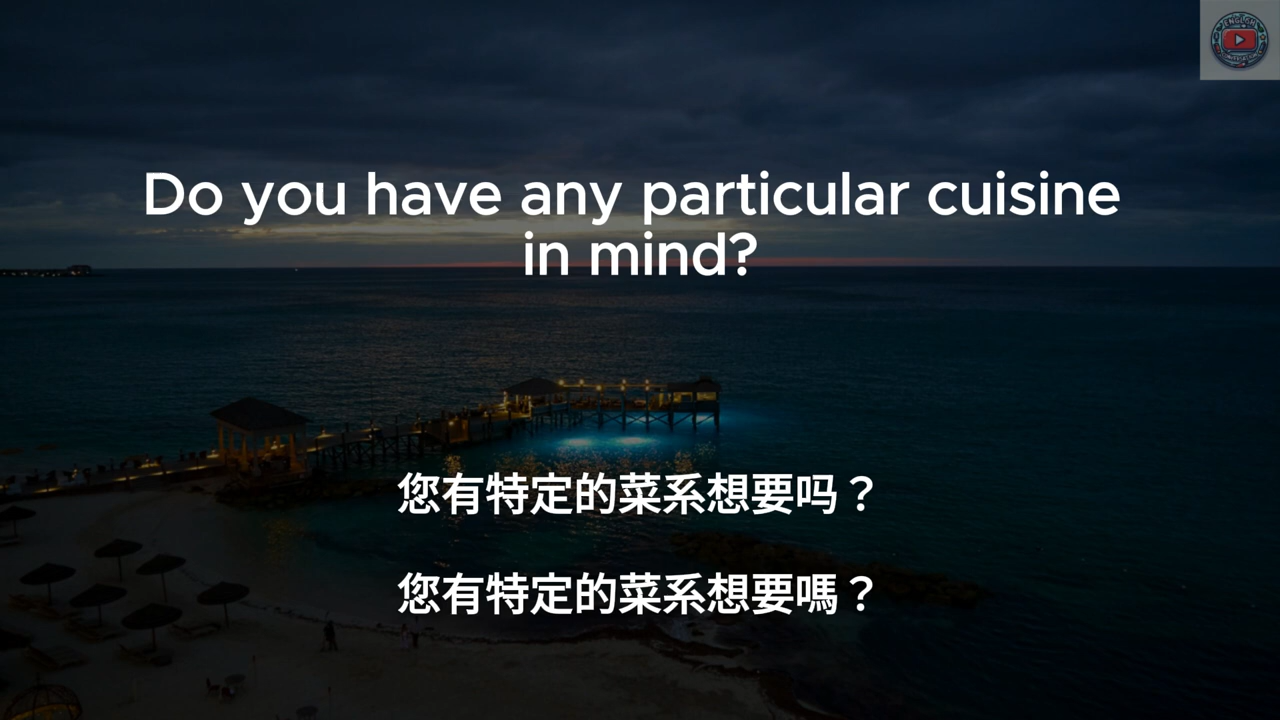 Do you have any particular cuisine
in mind?
您有特定的菜系想要吗？
您有特定的菜系想要嗎？